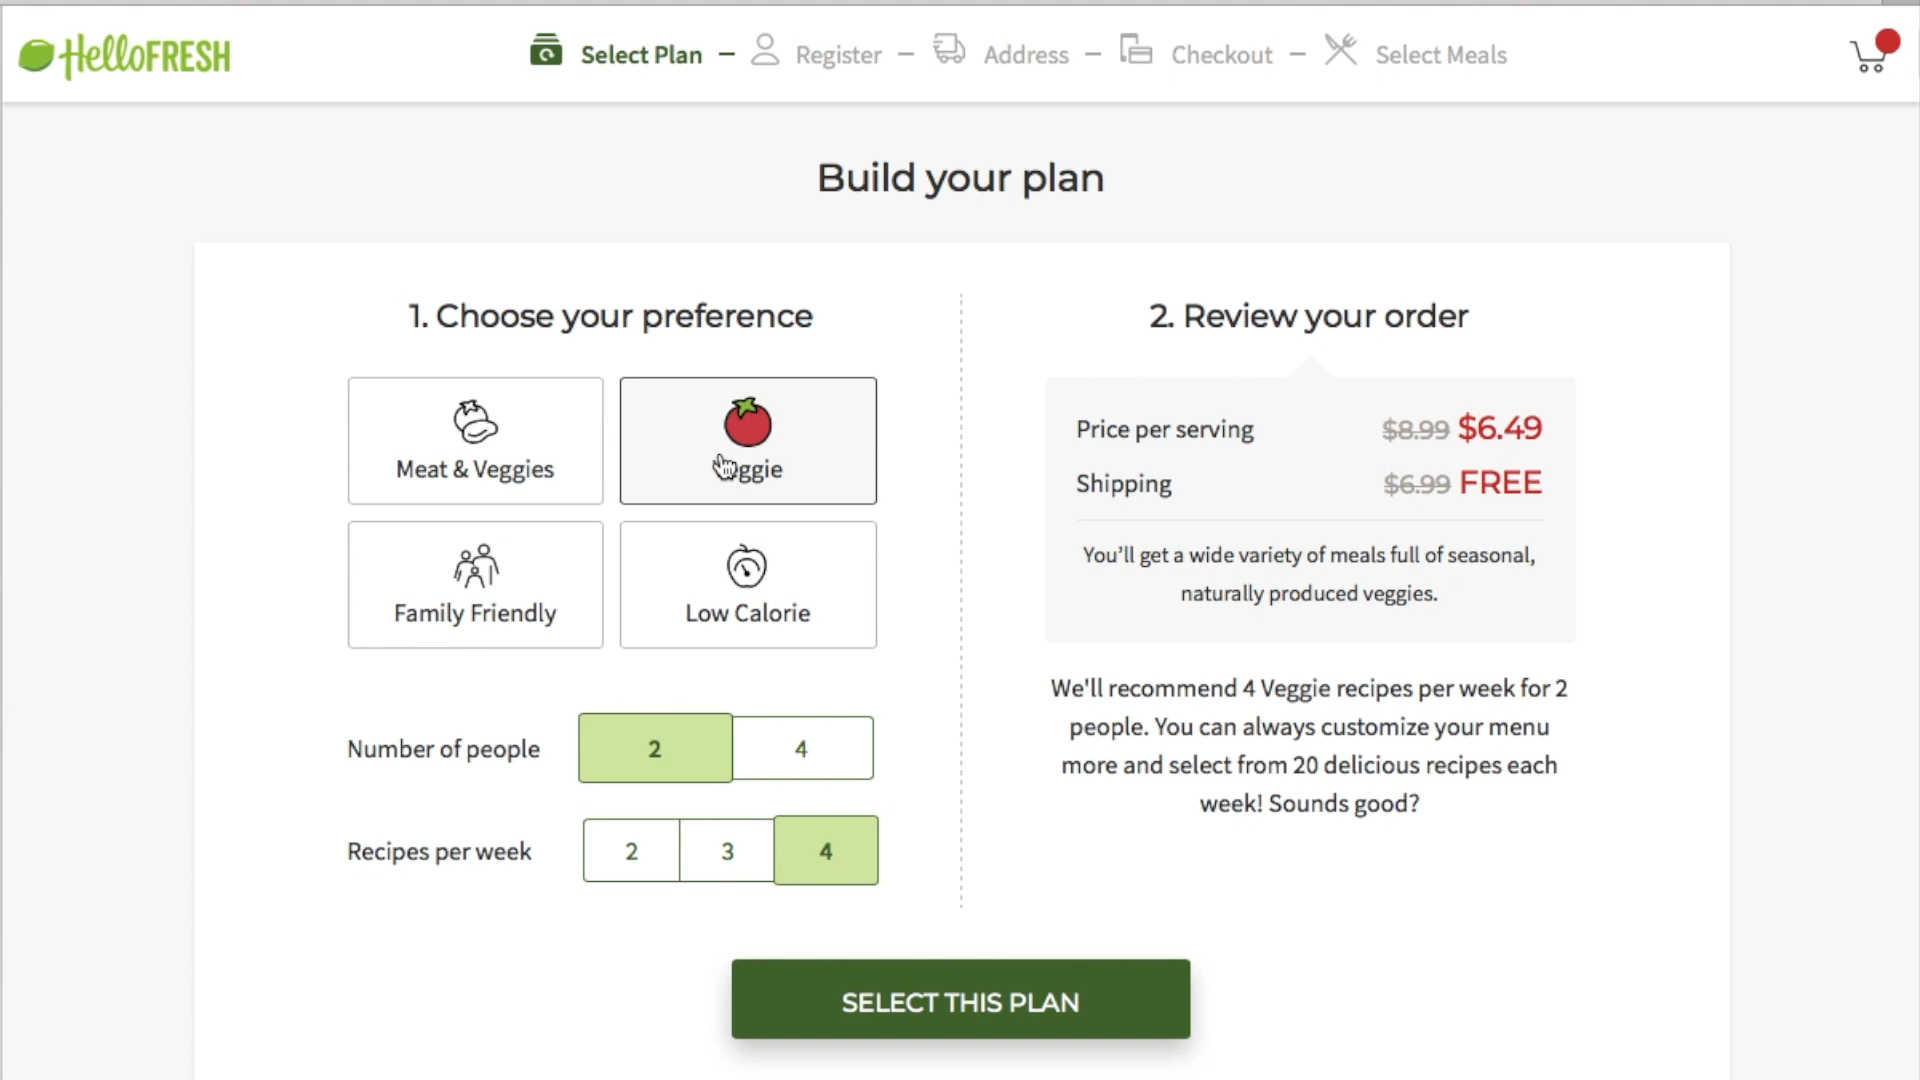 HelloFRESH
Select Plan – Register – Address – Checkout – Select Meals
Build your plan
1. Choose your preference
Meat & Veggies
Family Friendly
Low Calorie
Number of people 2 4
Recipes per week 2 3 4
2. Review your order
Price per serving $8.99 $6.49
Shipping $6.99 FREE
You'll get a wide variety of meals full of seasonal,
naturally produced veggies.
We'll recommend 4 Veggie recipes per week for 2
people. You can always customize your menu
more and select from 20 delicious recipes each
week! Sounds good?
SELECT THIS PLAN